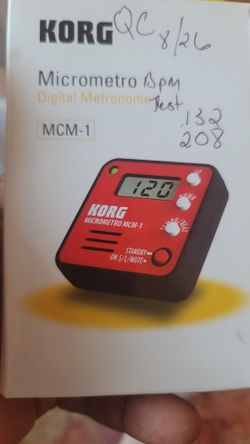 KORG QC 8/26
Micrometro Bpm
Digital Metronome Test
132
MCM-1 208
120
KORG
MICROMETRO MCM-1
STANDBY
ON S/L/MUTE